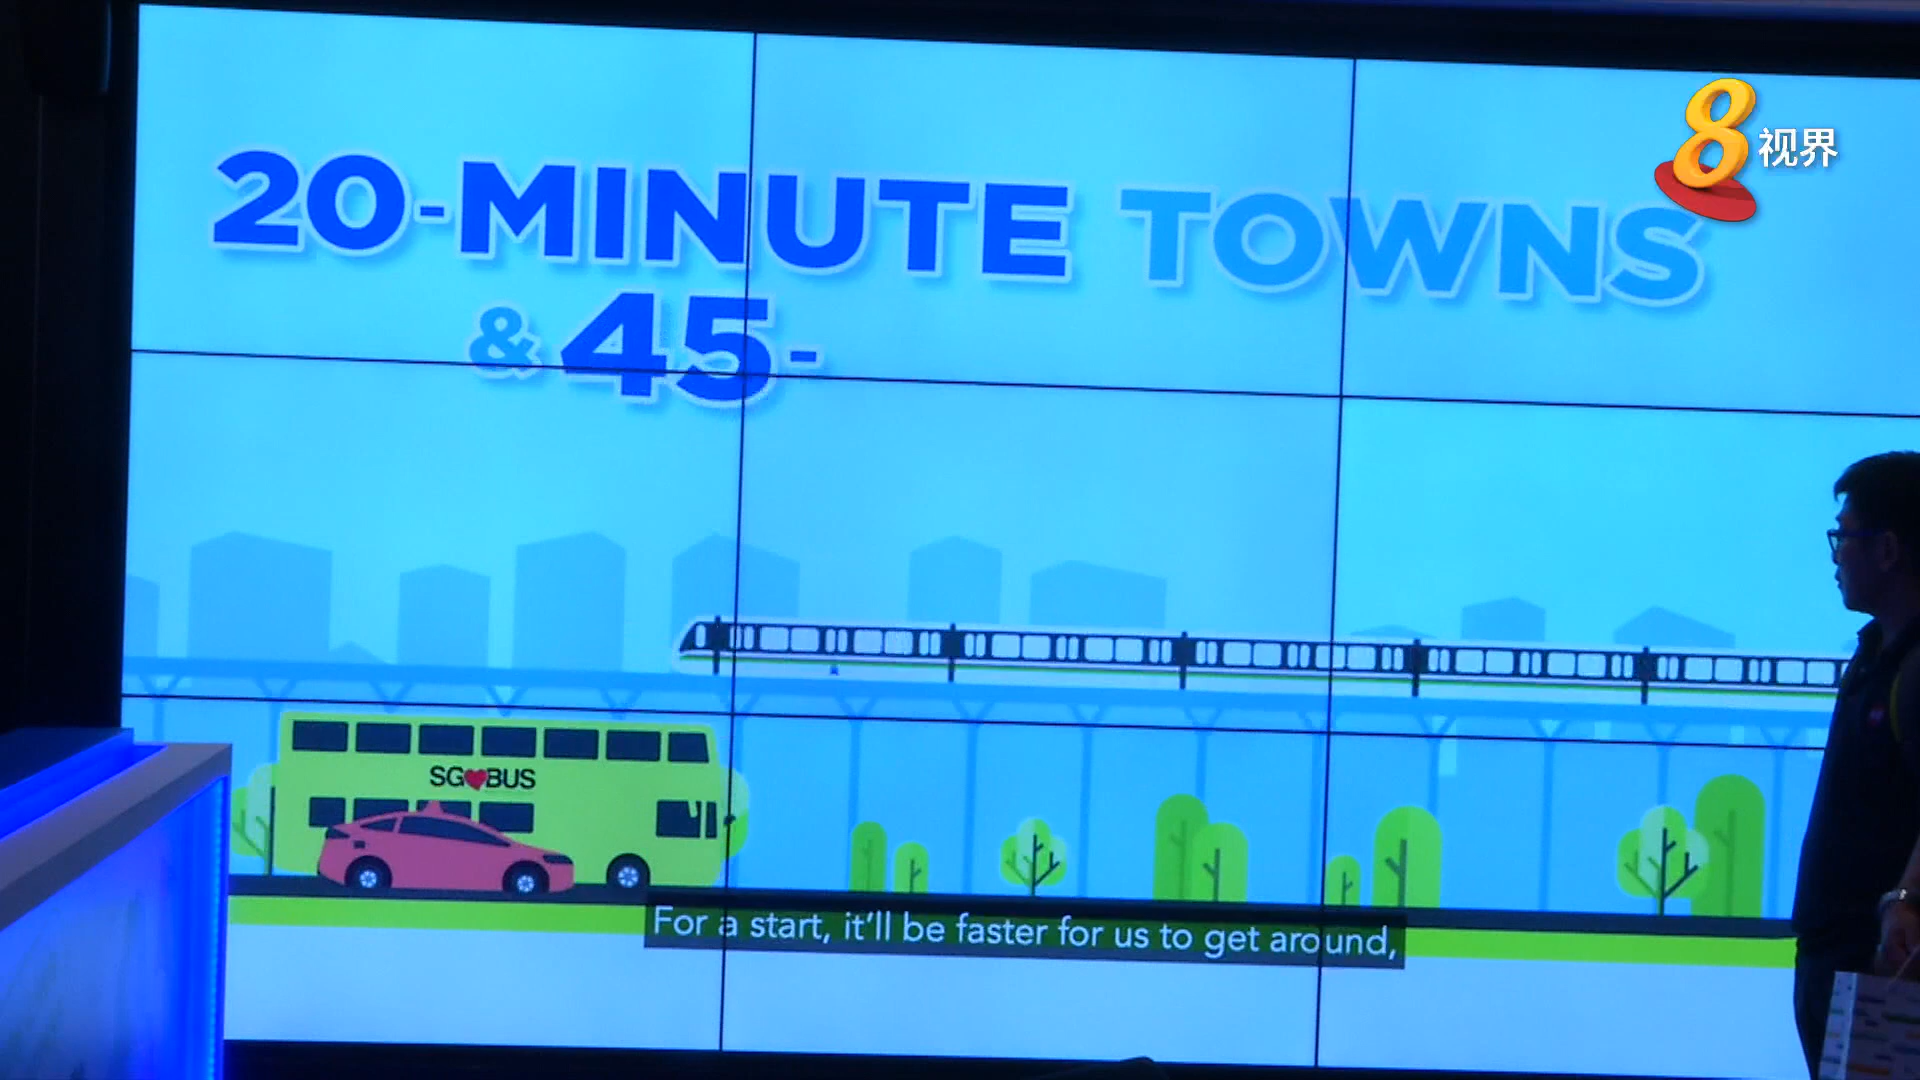 8视界
20-MINUTE TOWNS
& 45-
SG♥BUS
For a start, it'll be faster for us to get around,